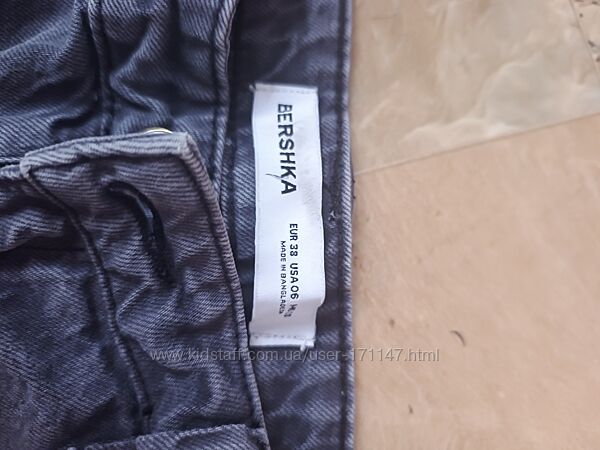 BERSHKA
EUR 38 USA 06
MADE IN BANGLADESH
www.kidstaff.com.ua/user-171147.html